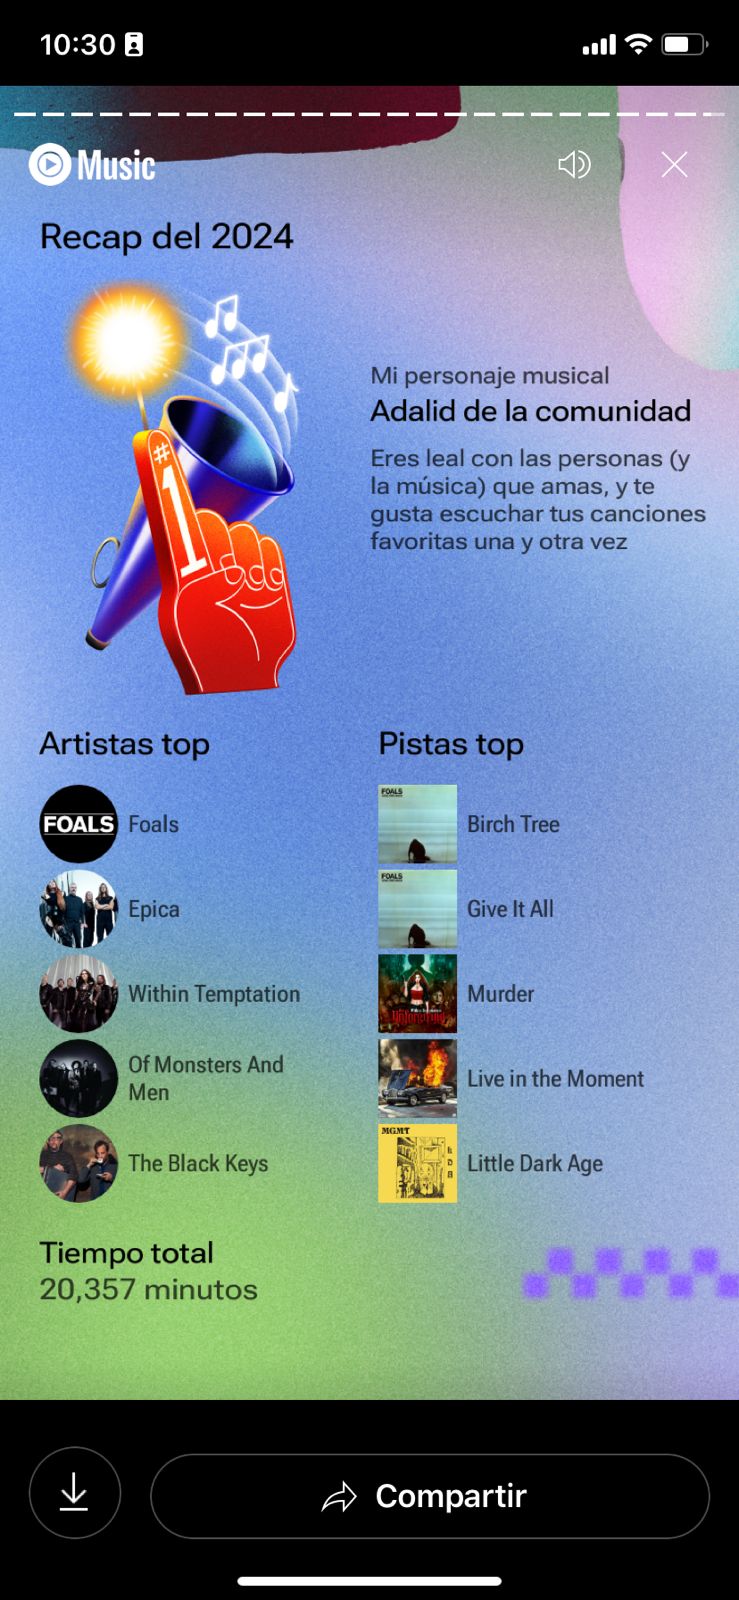 10:30
Music
Recap del 2024
#1
Mi personaje musical
Adalid de la comunidad
Eres leal con las personas (y
la música) que amas, y te
gusta escuchar tus canciones
favoritas una y otra vez
Artistas top
FOALS
Foals
Epica
Within Temptation
Of Monsters And
Men
The Black Keys
Pistas top
FOALS
Birch Tree
FOALS
Give It All
Murder
Live in the Moment
MGMT
Little Dark Age
Tiempo total
20,357 minutos
Compartir